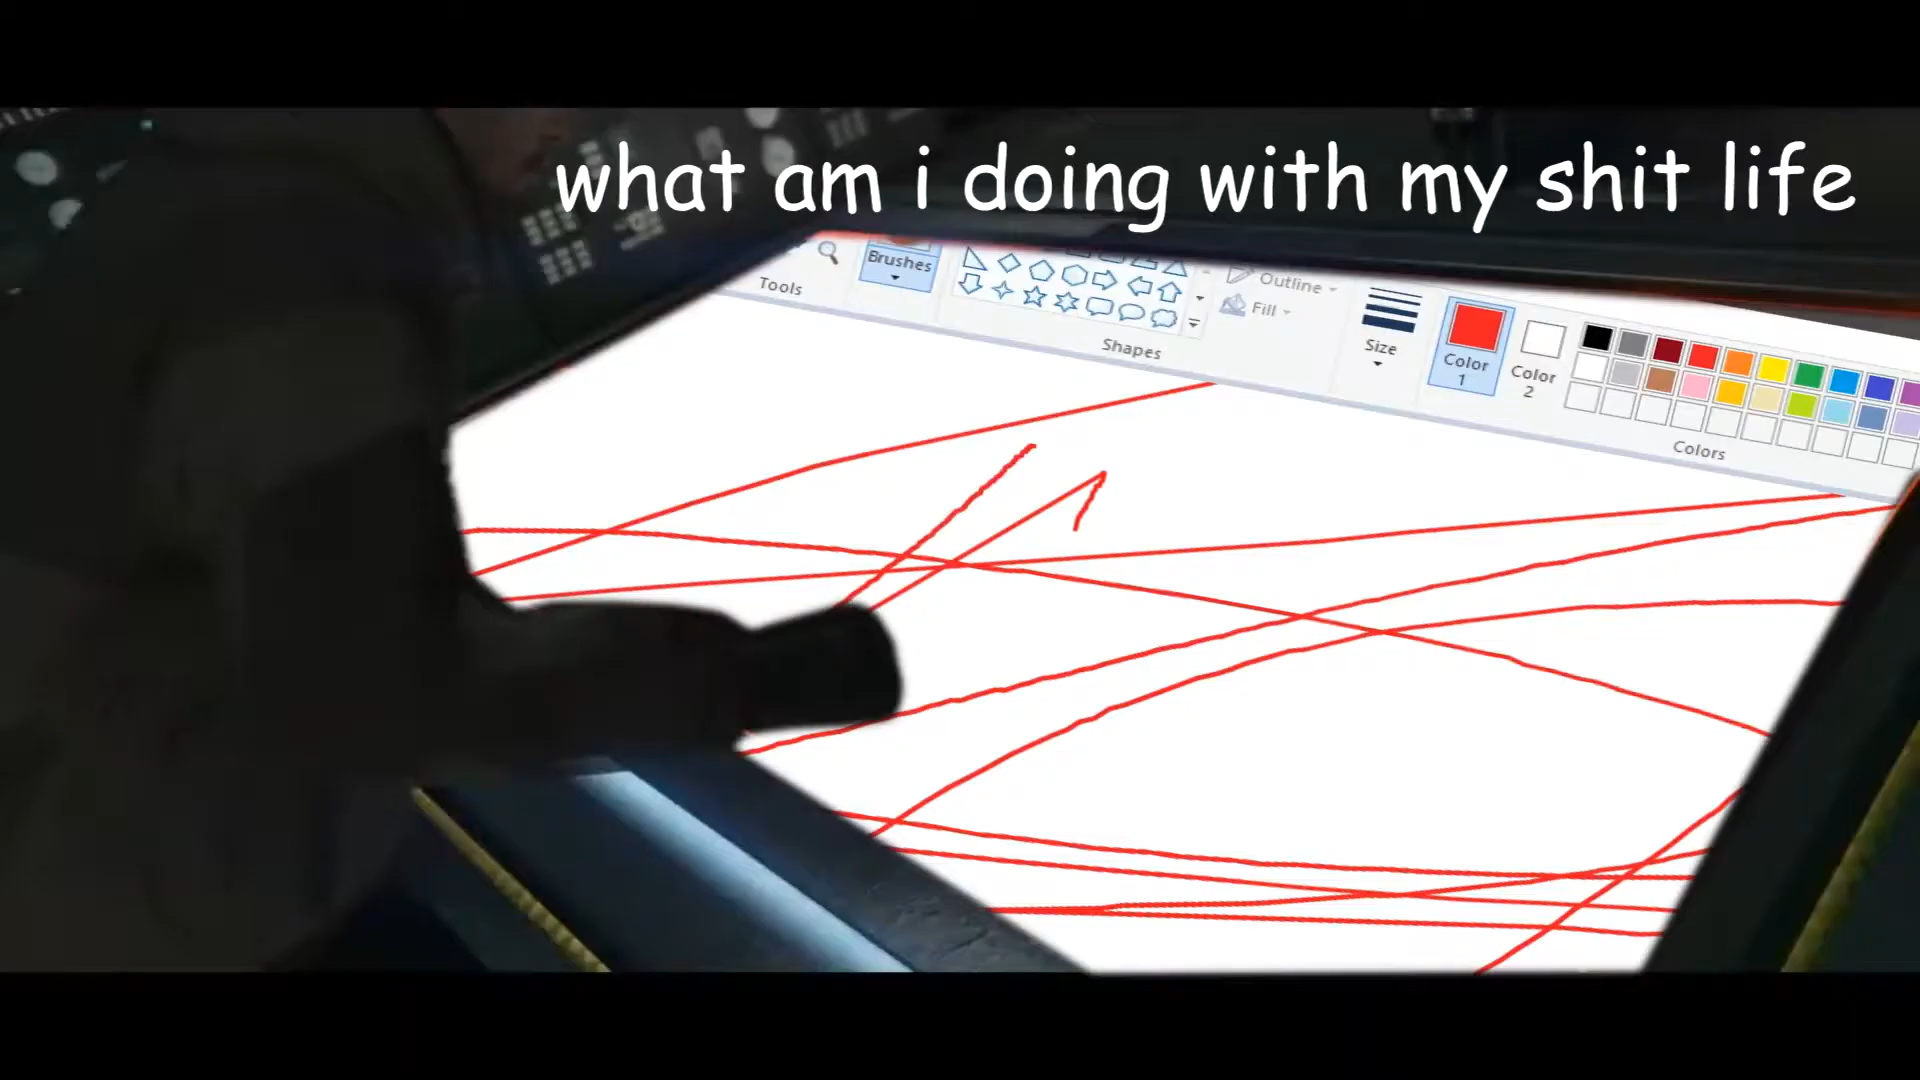 what am i doing with my shit life
Brushes
Tools
Outline
Fill
Shapes
Size
Color
1
Color
2
Colors